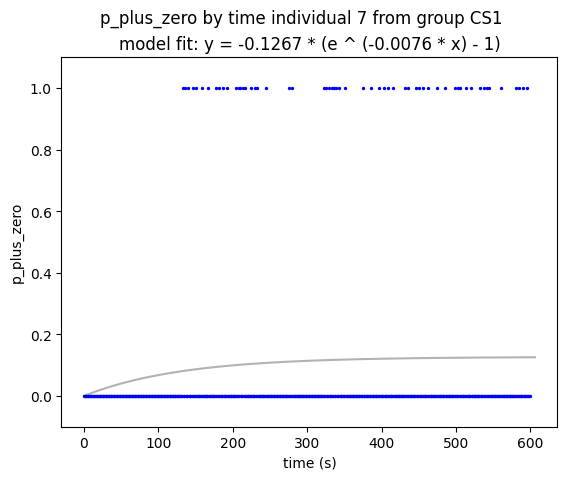 p_plus_zero by time individual 7 from group CS1
model fit: y = -0.1267 * (e ^ (-0.0076 * x) - 1)
1.0
0.8
0.6
0.4
0.2
0.0
p_plus_zero
0 100 200 300 400 500 600
time (s)